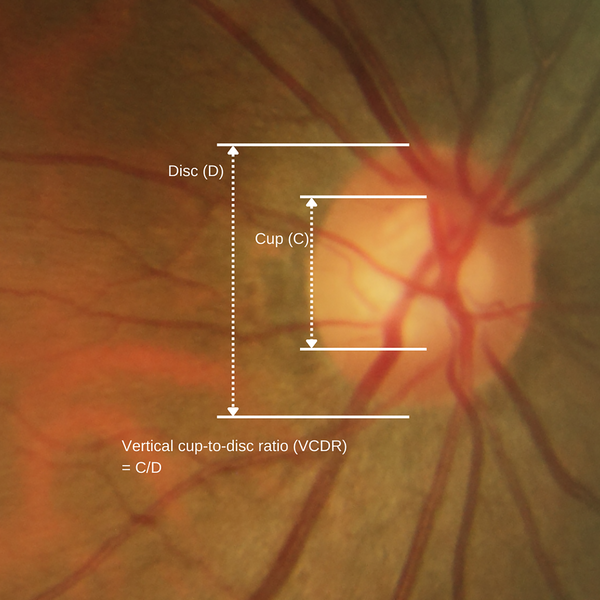 Disc (D)
Cup (C)
Vertical cup-to-disc ratio (VCDR)
= C/D